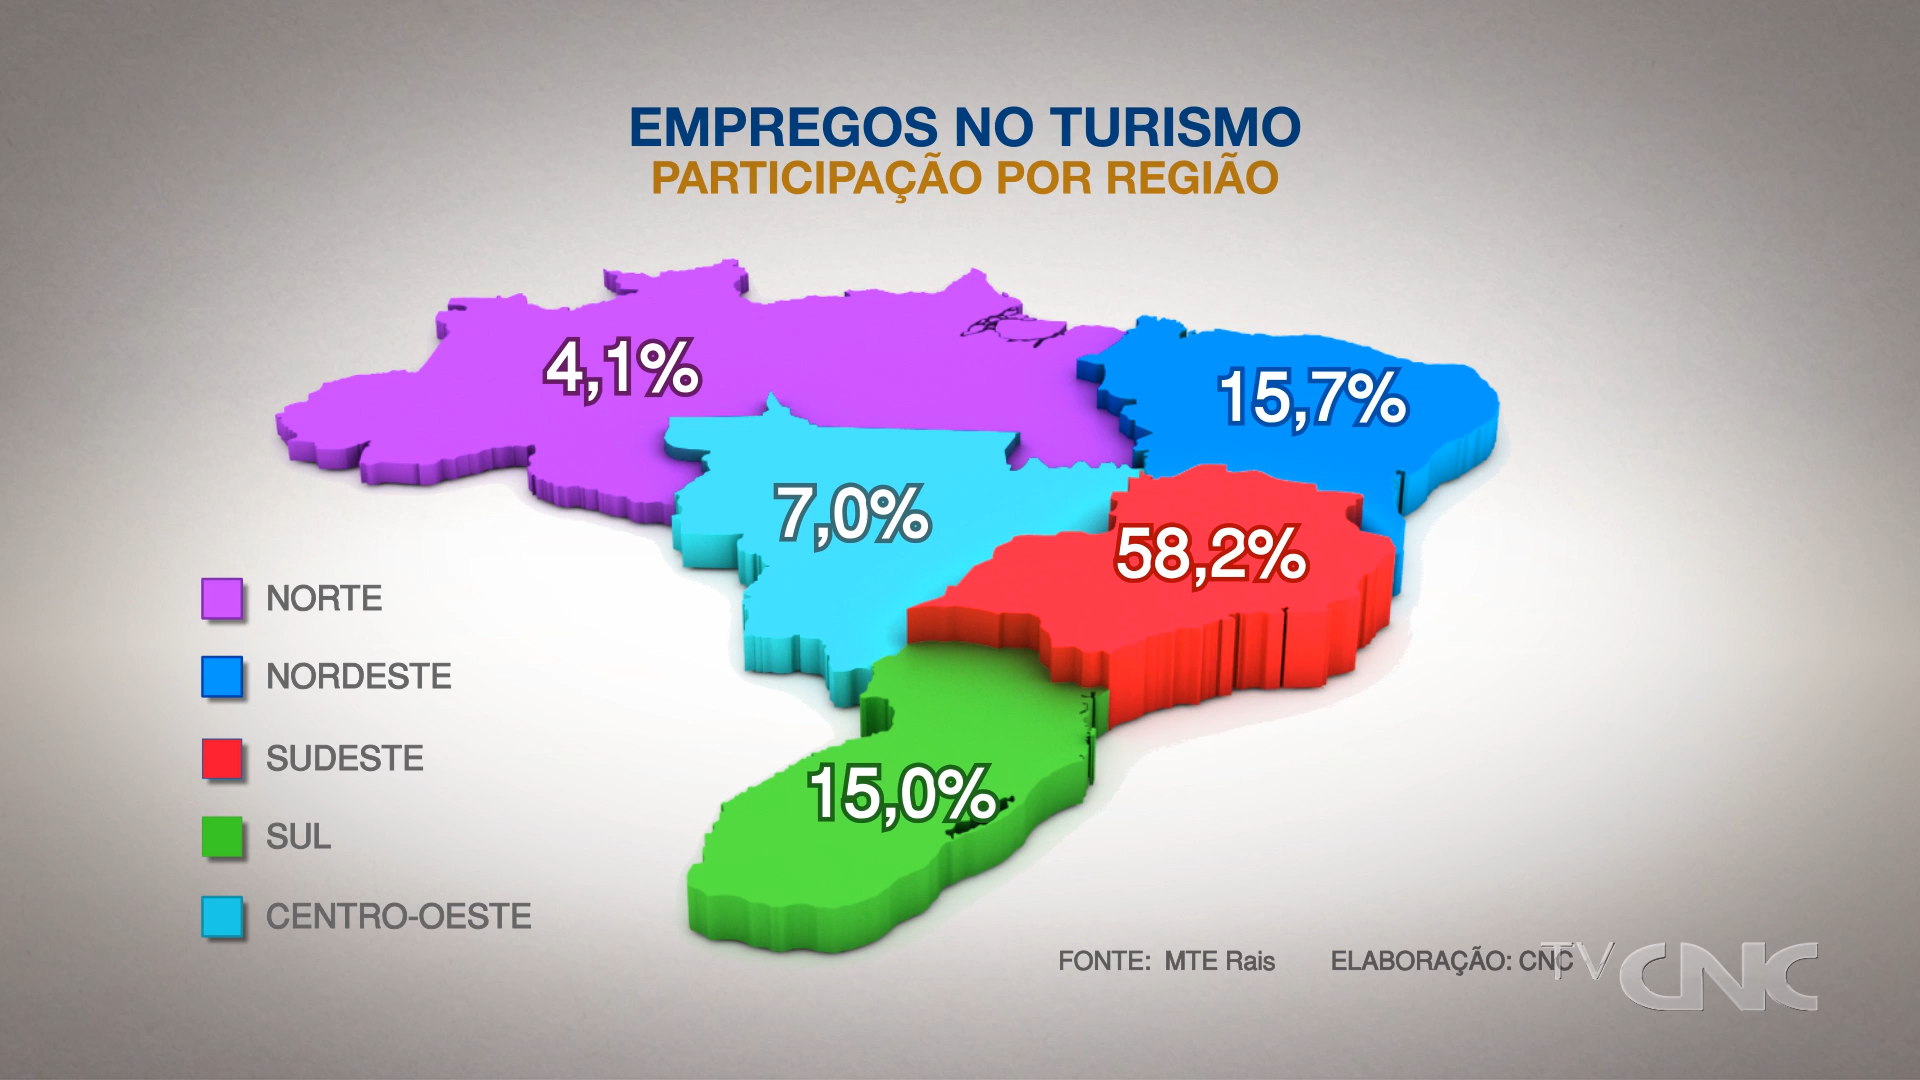 EMPREGOS NO TURISMO
PARTICIPAÇÃO POR REGIÃO
4,1%
15,7%
7,0%
58,2%
15,0%
NORTE
NORDESTE
SUDESTE
SUL
CENTRO-OESTE
FONTE: MTE Rais ELABORAÇÃO: CNC
TV CNC